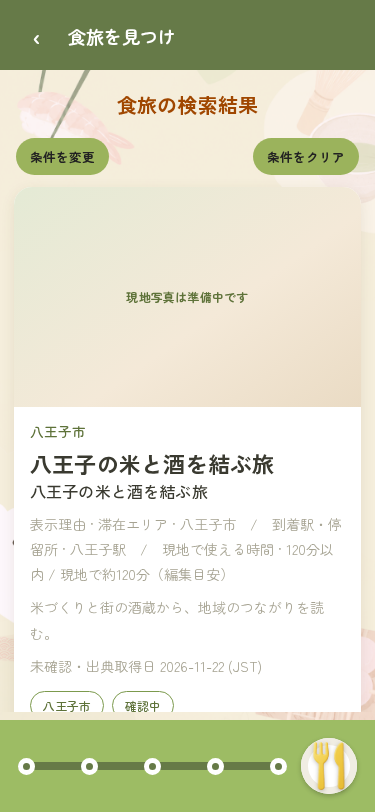 ‹ 食旅を見つけ
食旅の検索結果
条件を変更
条件をクリア
現地写真は準備中です
八王子市
八王子の米と酒を結ぶ旅
八王子の米と酒を結ぶ旅
表示理由 · 滞在エリア · 八王子市　/　到着駅・停
留所 · 八王子駅　/　現地で使える時間 · 120分以
内 / 現地で約120分（編集目安）
米づくりと街の酒蔵から、地域のつながりを読
む。
未確認・出典取得日 2026-11-22 (JST)
八王子市
確認中